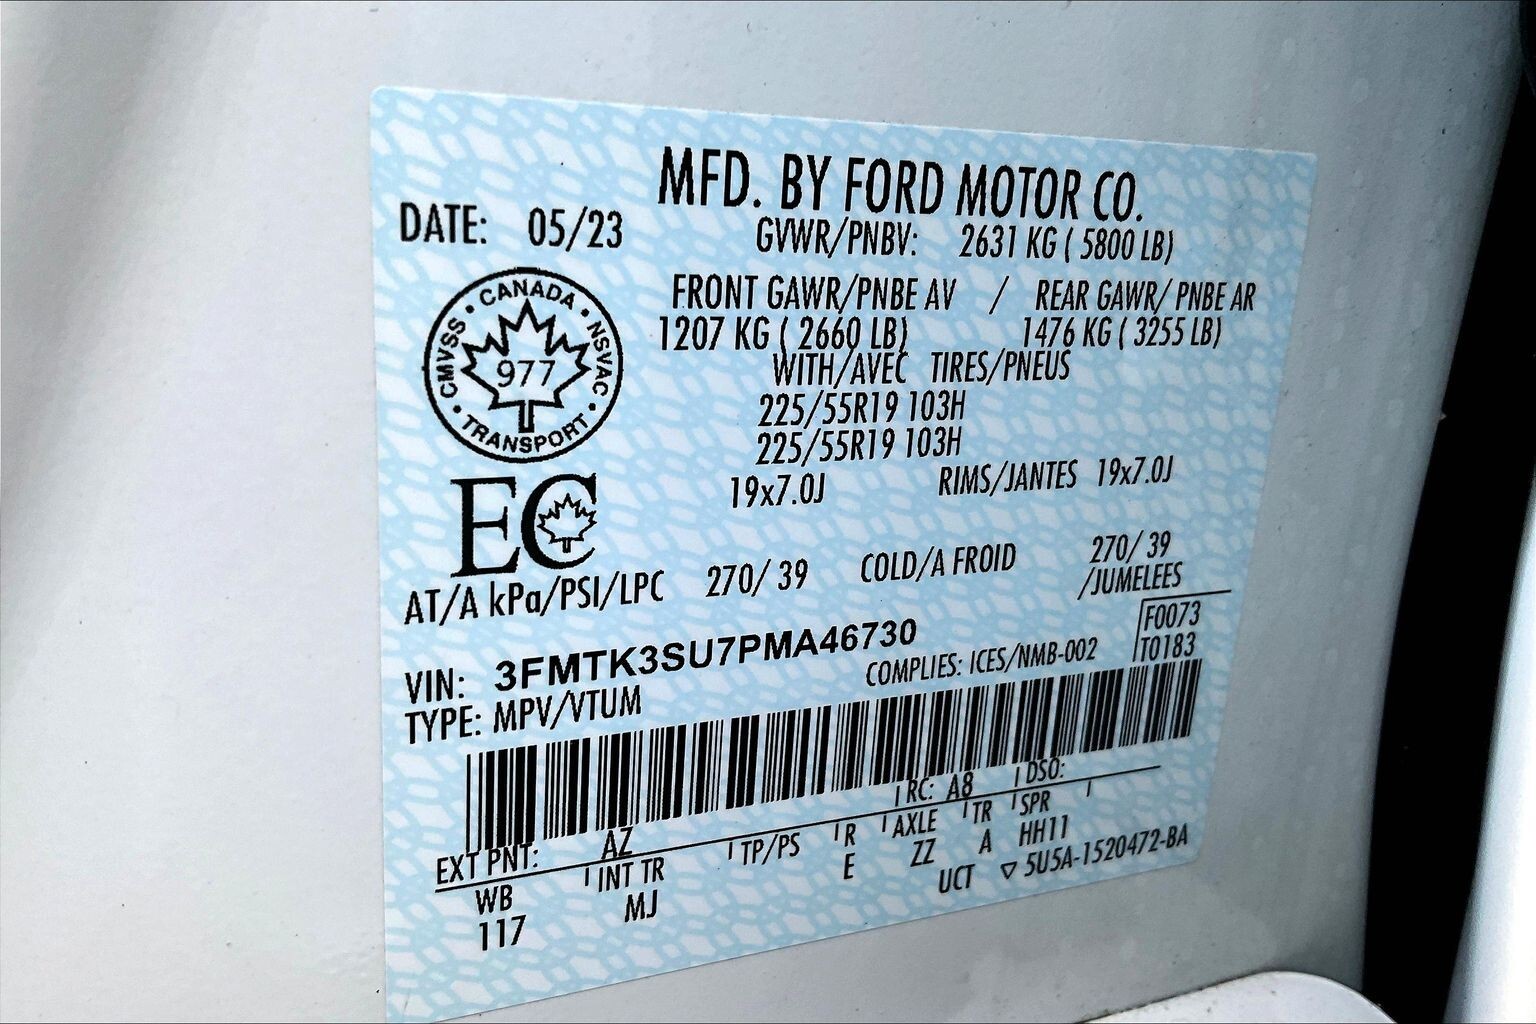 MFD. BY FORD MOTOR CO.
DATE: 05/23
GVWR/PNBV: 2631 KG ( 5800 LB)
FRONT GAWR/PNBE AV / REAR GAWR/ PNBE AR
1207 KG ( 2660 LB) 1476 KG ( 3255 LB)
WITH/AVEC TIRES/PNEUS
225/55R19 103H
225/55R19 103H
19x7.0J RIMS/JANTES 19x7.0J
CANADA
CMVSS
NSVAC
977
TRANSPORT
EC
AT/A kPa/PSI/LPC 270/ 39 COLD/A FROID 270/ 39
/JUMELEES
F0073
T0183
VIN: 3FMTK3SU7PMA46730
COMPLIES: ICES/NMB-002
TYPE: MPV/VTUM
EXT PNT: AZ RC: A8 DSO:
WB INT TR TP/PS R AXLE TR SPR
117 MJ E ZZ A HH11
UCT ▽ 5U5A-1520472-BA